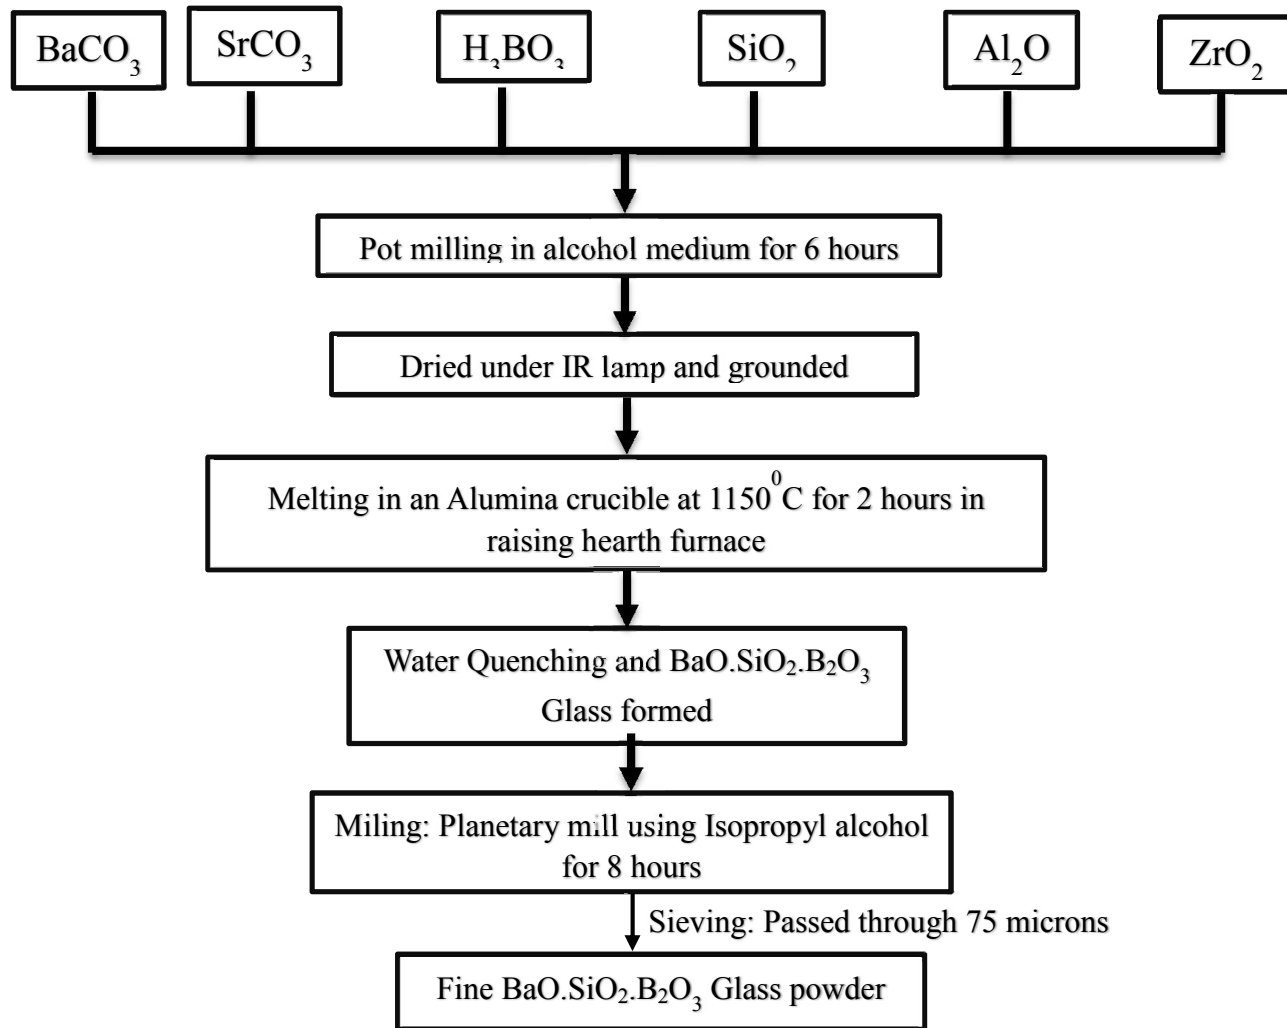 BaCO₃
SrCO₃
H₃BO₃
SiO₂
Al₂O
ZrO₂
Pot milling in alcohol medium for 6 hours
Dried under IR lamp and grounded
Melting in an Alumina crucible at 1150⁰C for 2 hours in
raising hearth furnace
Water Quenching and BaO.SiO₂.B₂O₃
Glass formed
Miling: Planetary mill using Isopropyl alcohol
for 8 hours
Sieving: Passed through 75 microns
Fine BaO.SiO₂.B₂O₃ Glass powder